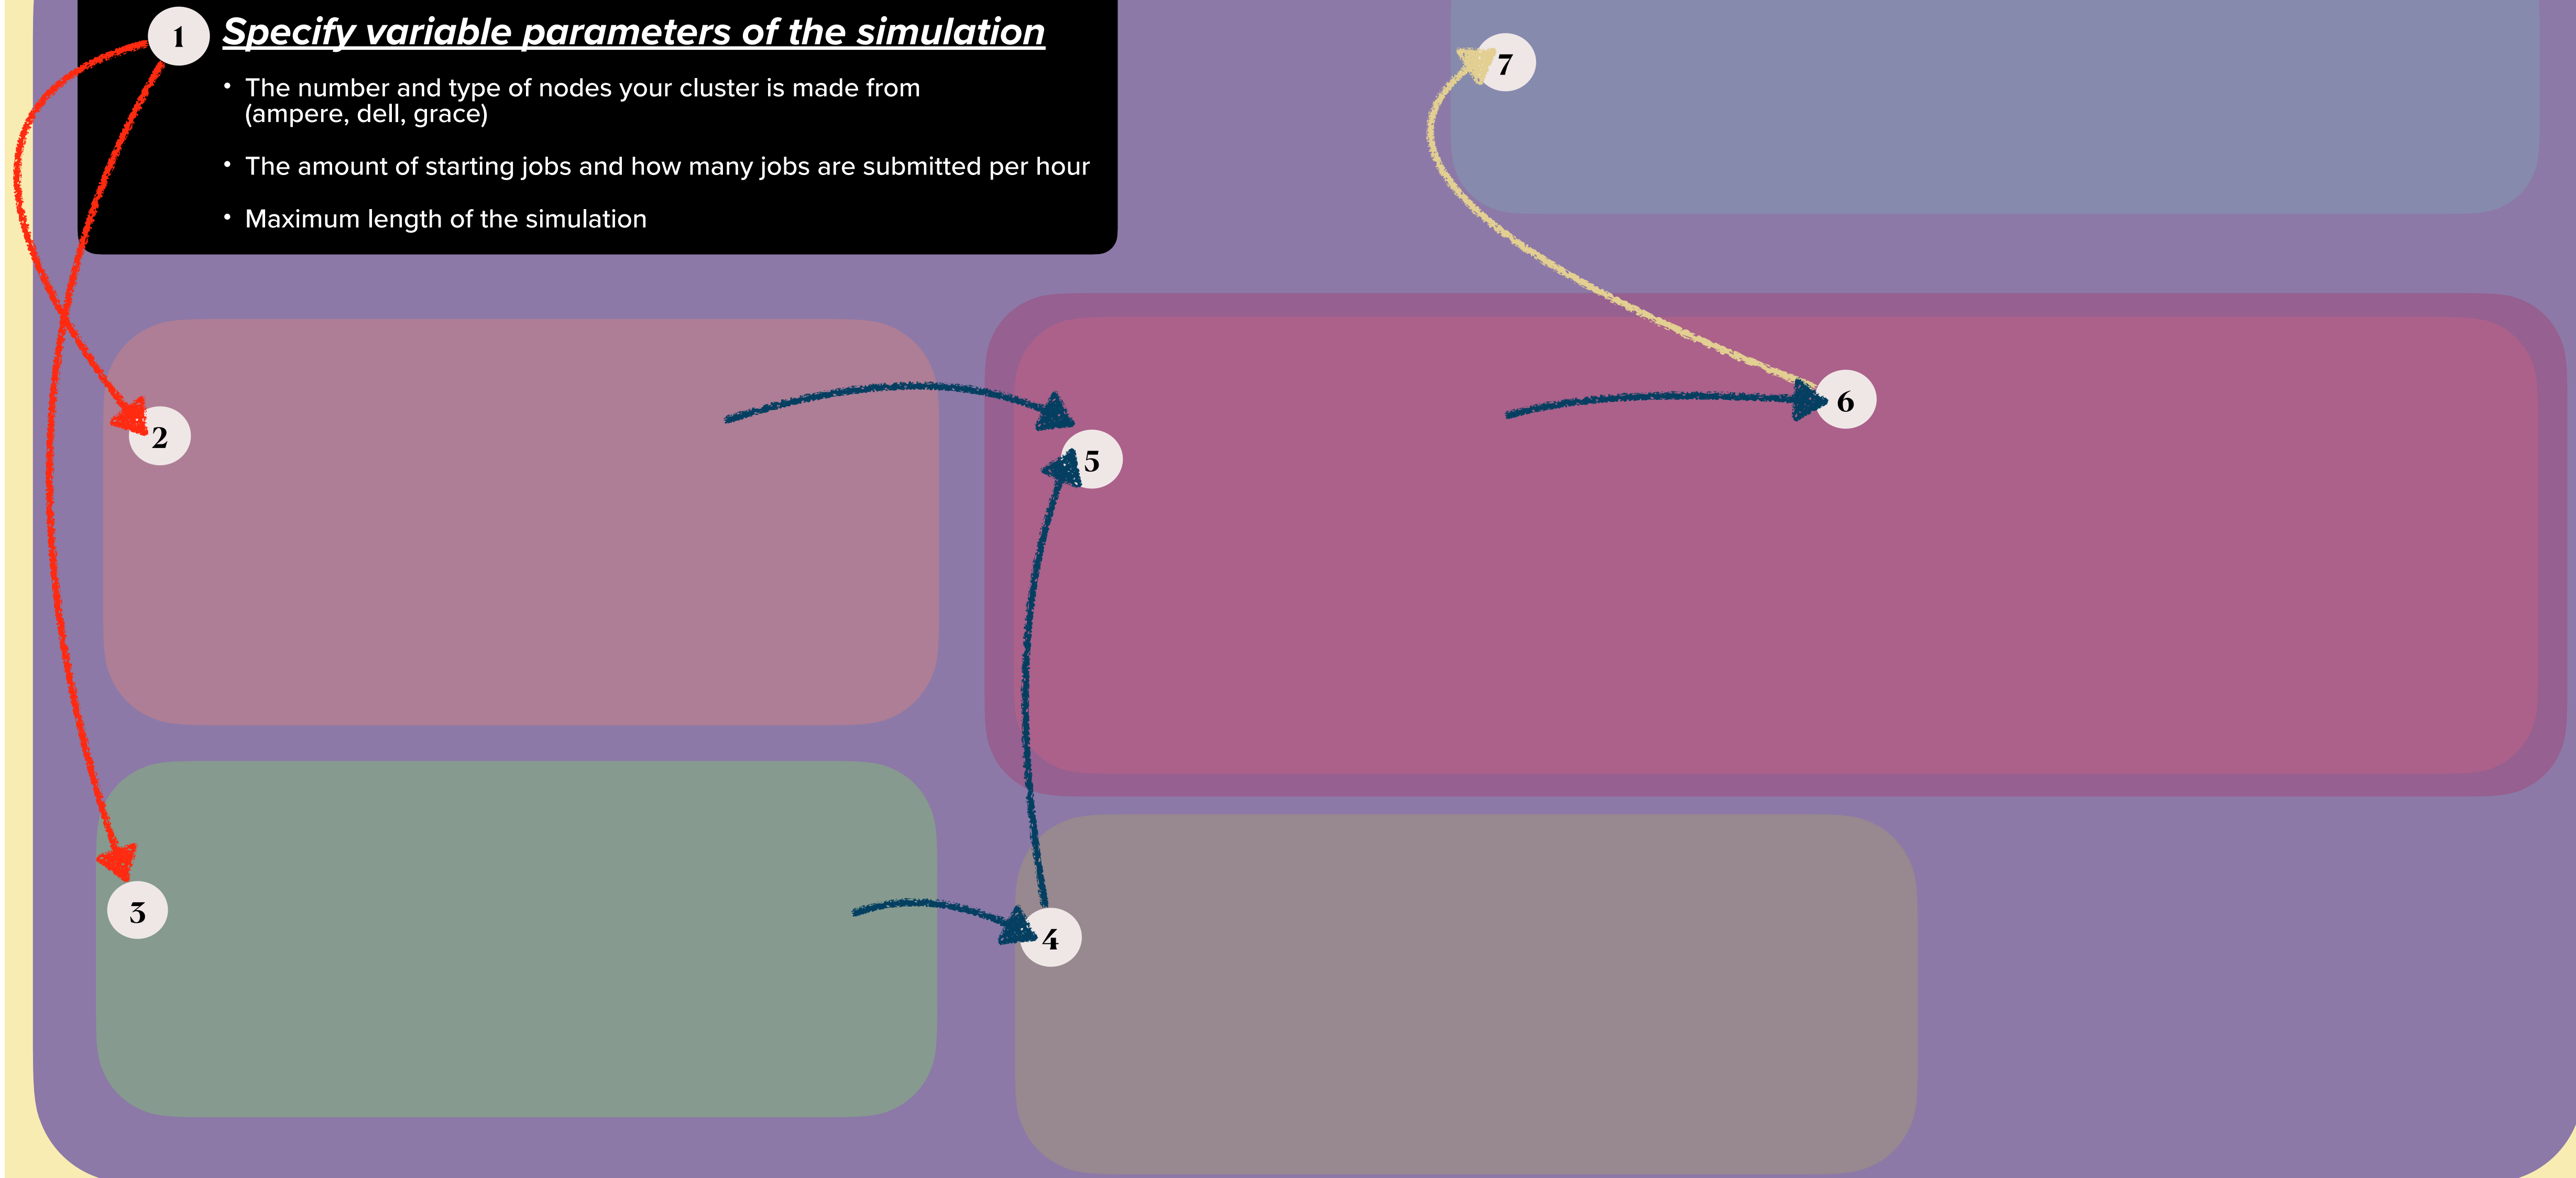 1 Specify variable parameters of the simulation
• The number and type of nodes your cluster is made from
(ampere, dell, grace)
• The amount of starting jobs and how many jobs are submitted per hour
• Maximum length of the simulation
7
6
2
5
3
4